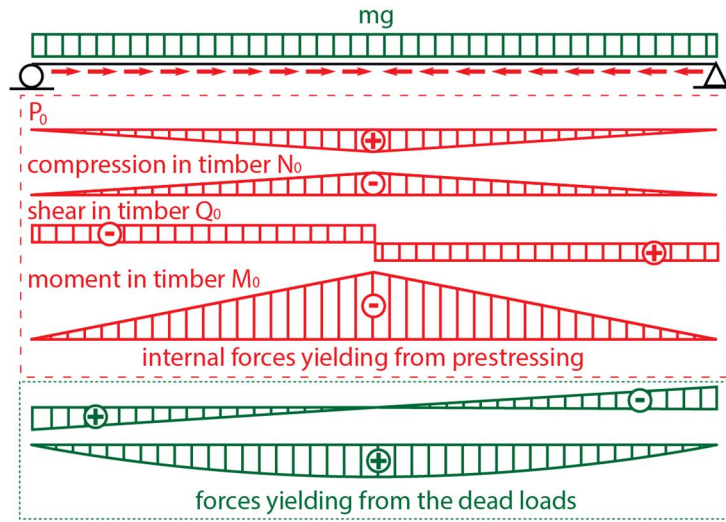 mg
P₀
compression in timber N₀
shear in timber Q₀
moment in timber M₀
internal forces yielding from prestressing
forces yielding from the dead loads